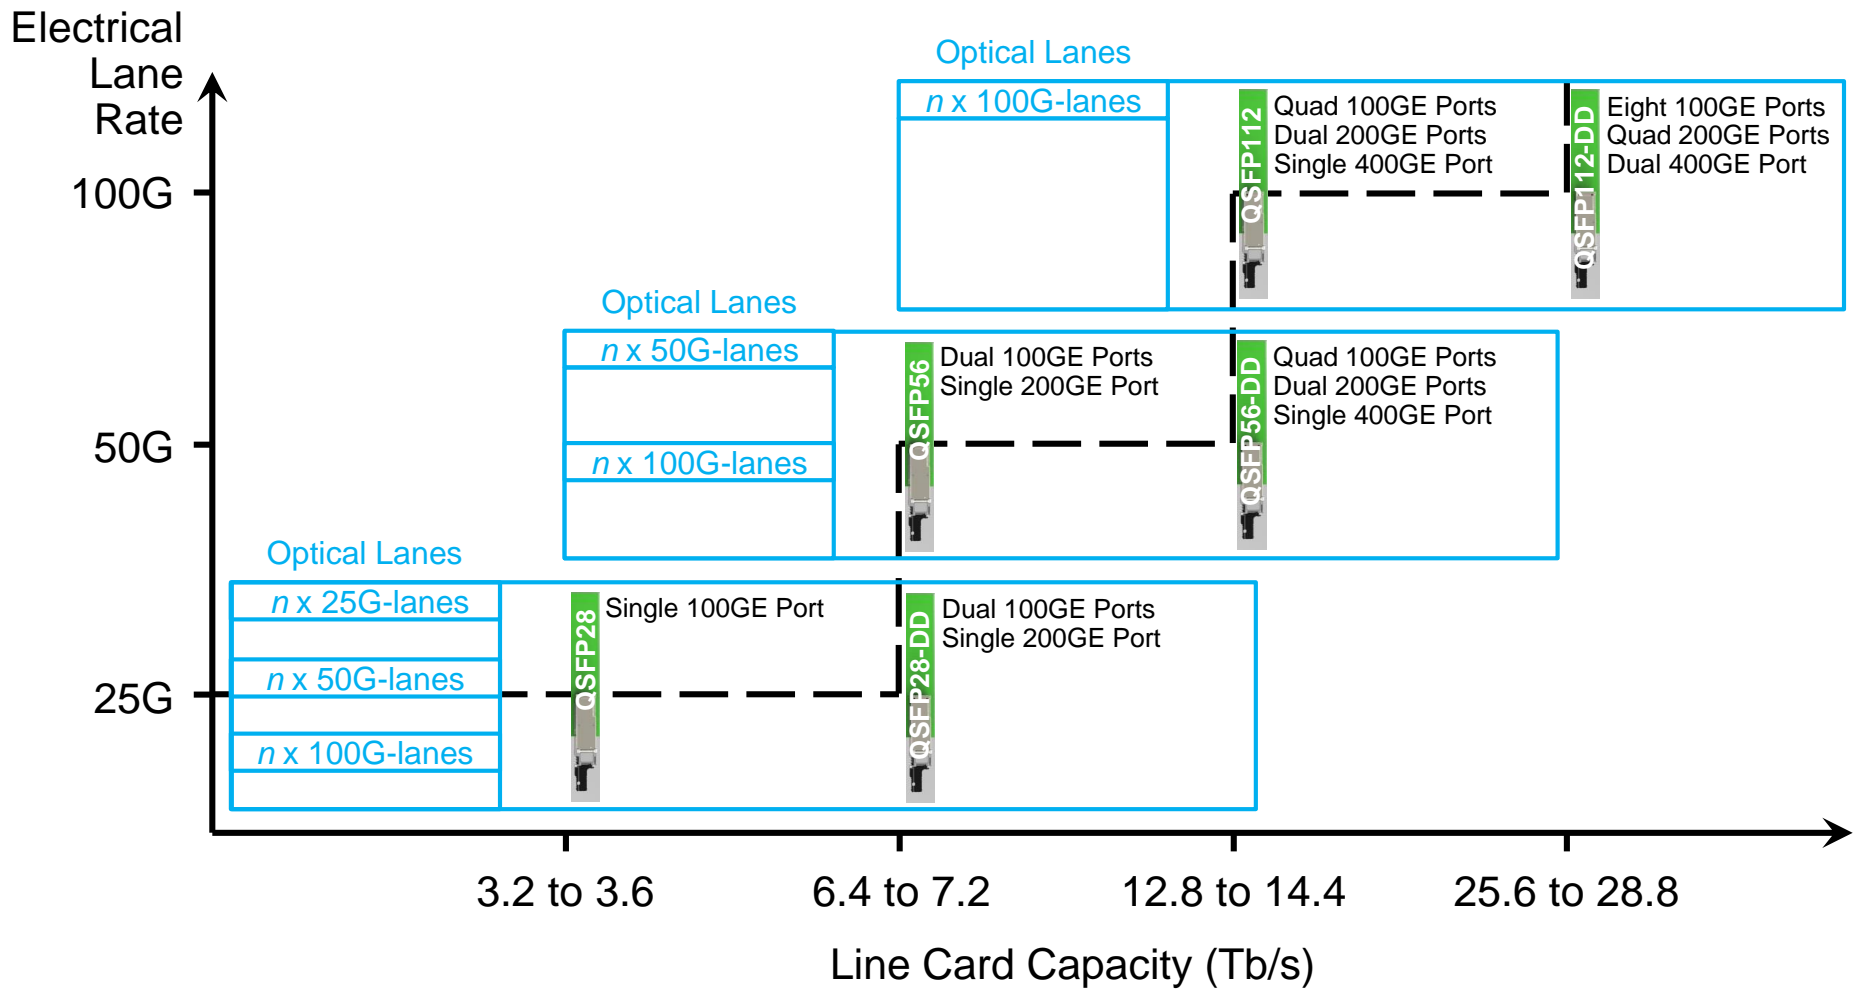 Electrical
Lane
Rate
Optical Lanes
n x 100G-lanes
QSFP112
Quad 100GE Ports
Dual 200GE Ports
Single 400GE Port
QSFP112-DD
Eight 100GE Ports
Quad 200GE Ports
Dual 400GE Port
100G
Optical Lanes
n x 50G-lanes
n x 100G-lanes
QSFP56
Dual 100GE Ports
Single 200GE Port
QSFP56-DD
Quad 100GE Ports
Dual 200GE Ports
Single 400GE Port
50G
Optical Lanes
n x 25G-lanes
n x 50G-lanes
n x 100G-lanes
QSFP28
Single 100GE Port
QSFP28-DD
Dual 100GE Ports
Single 200GE Port
25G
3.2 to 3.6
6.4 to 7.2
12.8 to 14.4
25.6 to 28.8
Line Card Capacity (Tb/s)